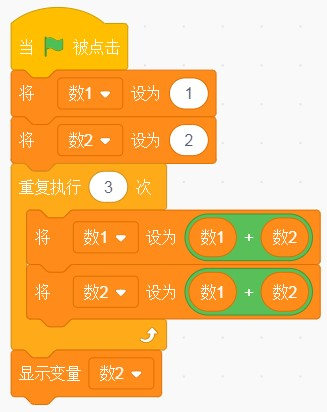 当 被点击
将 数1 设为 1
将 数2 设为 2
重复执行 3 次
将 数1 设为 数1 + 数2
将 数2 设为 数1 + 数2
显示变量 数2